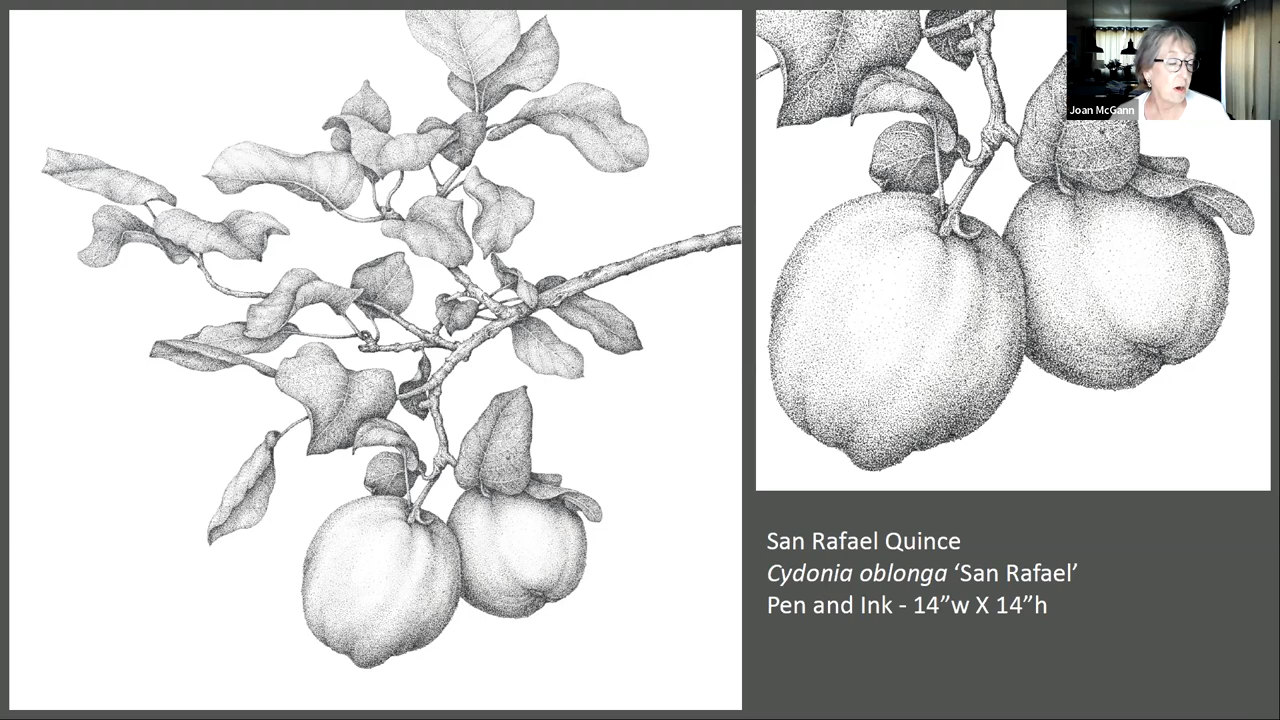 Joan McGann
San Rafael Quince
Cydonia oblonga ‘San Rafael’
Pen and Ink - 14”w X 14”h